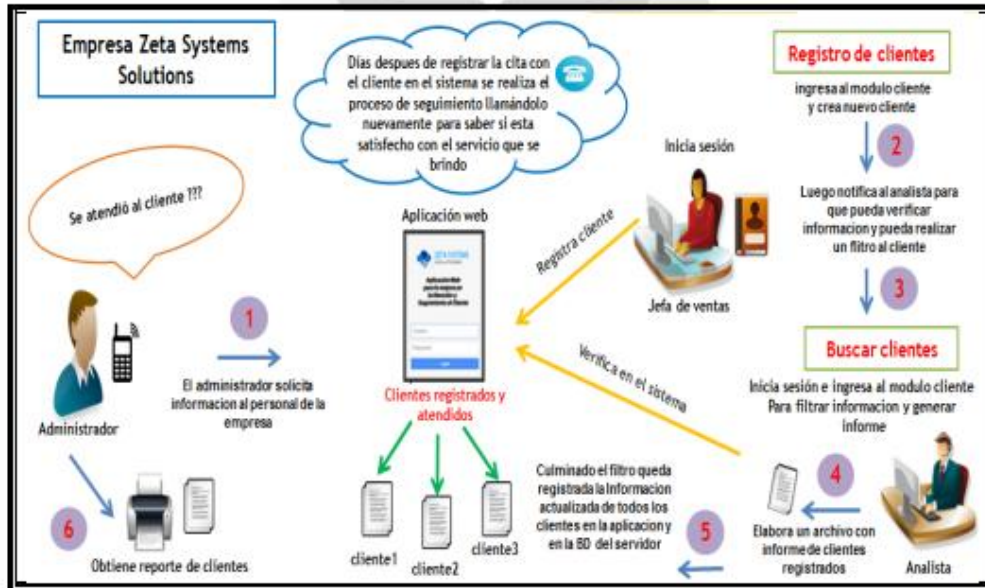 Empresa Zeta Systems
Solutions
Días despues de registrar la cita con
el cliente en el sistema se realiza el
proceso de seguimiento llamándolo
nuevamente para saber si esta
satisfecho con el servicio que se
brindo
Registro de clientes
ingresa al modulo cliente
y crea nuevo cliente
2
Luego notifica al analista para
que pueda verificar
informacion y pueda realizar
un flitro al cliente
3
Inicia sesión
Jefa de ventas
Registra cliente
Se atendió al cliente ???
Aplicación web
ZETA SYSTEMS
Aplicación Web
1
El administrador solicita
informacion al personal de la
empresa
Administrador
Verifica en el sistema
Buscar clientes
Inicia sesión e ingresa al modulo cliente
Para filtrar informacion y generar
informe
Clientes registrados y
atendidos
4
Elabora un archivo con
informe de clientes
registrados
Analista
Culminado el filtro queda
registrada la Informacion
actualizada de todos los
clientes en la aplicacion y
en la BD del servidor
5
cliente1
cliente2
cliente3
6
Obtiene reporte de clientes